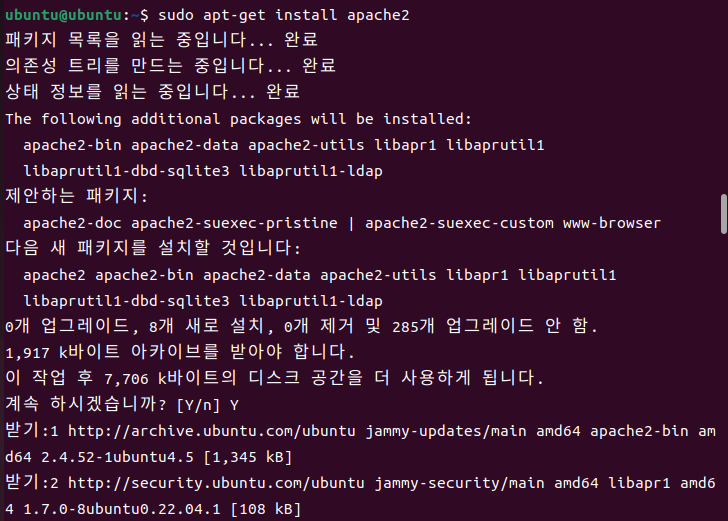 ubuntu@ubuntu:~$ sudo apt-get install apache2
패키지 목록을 읽는 중입니다... 완료
의존성 트리를 만드는 중입니다... 완료
상태 정보를 읽는 중입니다... 완료
The following additional packages will be installed:
  apache2-bin apache2-data apache2-utils libapr1 libaprutil1
  libaprutil1-dbd-sqlite3 libaprutil1-ldap
제안하는 패키지:
  apache2-doc apache2-suexec-pristine | apache2-suexec-custom www-browser
다음 새 패키지를 설치할 것입니다:
  apache2 apache2-bin apache2-data apache2-utils libapr1 libaprutil1
  libaprutil1-dbd-sqlite3 libaprutil1-ldap
0개 업그레이드, 8개 새로 설치, 0개 제거 및 285개 업그레이드 안 함.
1,917 k바이트 아카이브를 받아야 합니다.
이 작업 후 7,706 k바이트의 디스크 공간을 더 사용하게 됩니다.
계속 하시겠습니까? [Y/n] Y
받기:1 http://archive.ubuntu.com/ubuntu jammy-updates/main amd64 apache2-bin am
d64 2.4.52-1ubuntu4.5 [1,345 kB]
받기:2 http://security.ubuntu.com/ubuntu jammy-security/main amd64 libapr1 amd6
4 1.7.0-8ubuntu0.22.04.1 [108 kB]